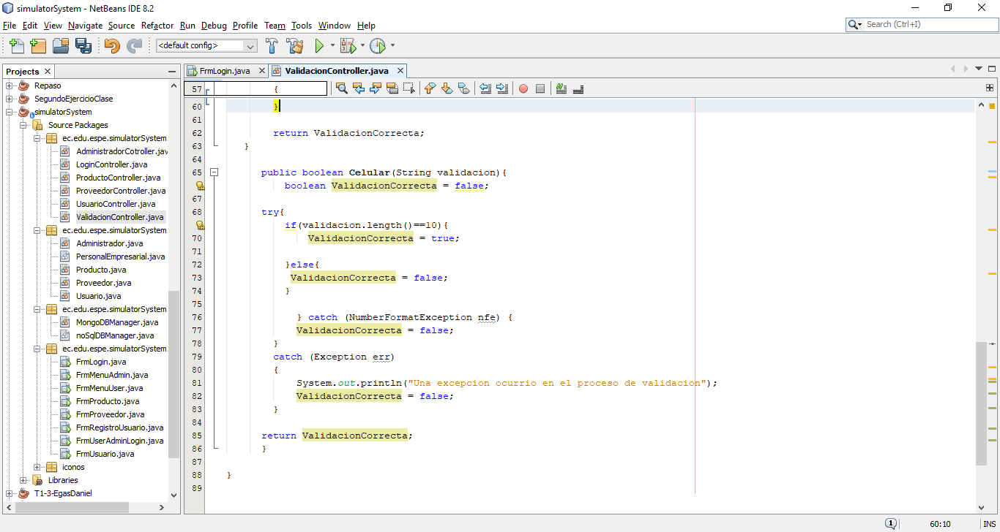 simulatorSystem - NetBeans IDE 8.2
File Edit View Navigate Source Refactor Run Debug Profile Team Tools Window Help
Search (Ctrl+I)
<default config>
Projects
Repaso
SegundoEjercicioClase
simulatorSystem
Source Packages
ec.edu.espe.simulatorSystem
AdministradorCotroller.jav
LoginController.java
ProductoController.java
ProveedorController.java
UsuarioController.java
ValidacionController.java
ec.edu.espe.simulatorSystem
Administrador.java
PersonalEmpresarial.java
Producto.java
Proveedor.java
Usuario.java
ec.edu.espe.simulatorSystem
MongoDBManager.java
noSqlDBManager.java
ec.edu.espe.simulatorSystem
FrmLogin.java
FrmMenuAdmin.java
FrmMenuUser.java
FrmProducto.java
FrmProveedor.java
FrmRegistroUsuario.java
FrmUserAdminLogin.java
FrmUsuario.java
iconos
Libraries
T1-3-EgasDaniel
FrmLogin.java ValidacionController.java
57 {
60 }
61
62 return ValidacionCorrecta;
63 }
64
65 public boolean Celular(String validacion){
boolean ValidacionCorrecta = false;
67
68 try{
if(validacion.length()==10){
70 ValidacionCorrecta = true;
71
72 }else{
73 ValidacionCorrecta = false;
74 }
75
76 } catch (NumberFormatException nfe) {
77 ValidacionCorrecta = false;
78 }
79 catch (Exception err)
80 {
81 System.out.println("Una excepcion ocurrio en el proceso de validacion");
82 ValidacionCorrecta = false;
83 }
84
85 return ValidacionCorrecta;
86 }
87
88 }
89
1 60:10 INS